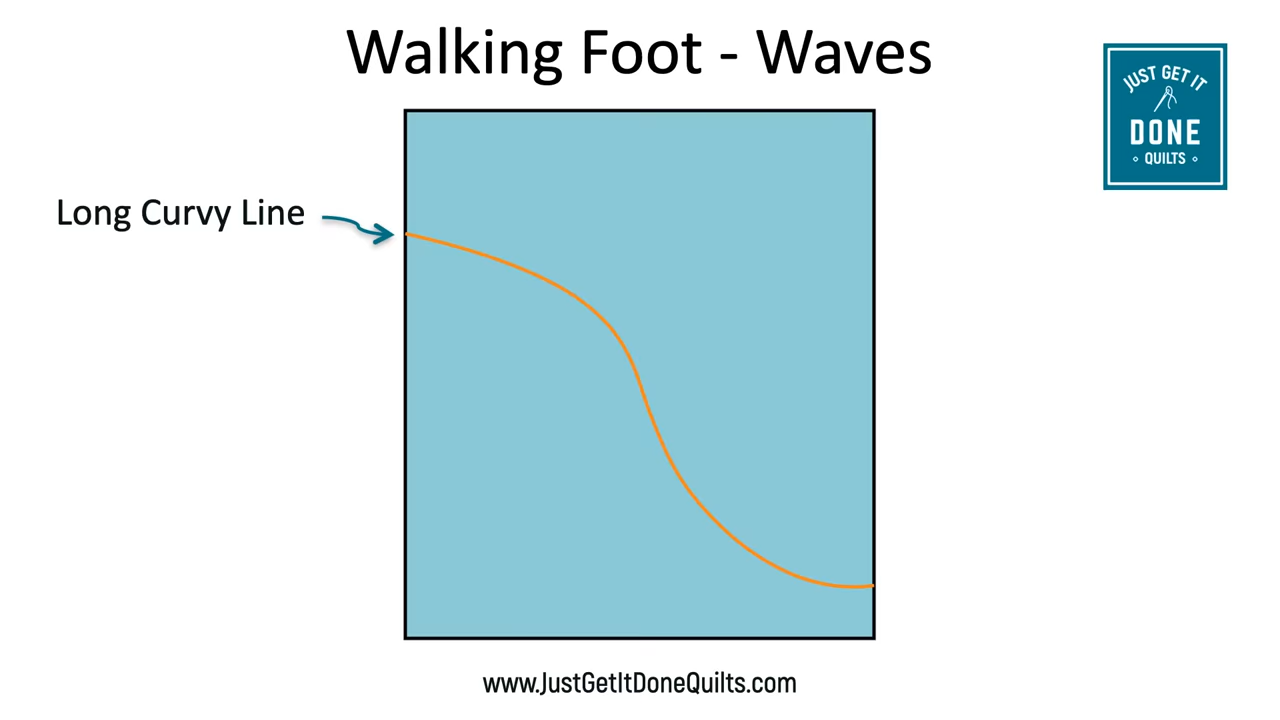 Walking Foot - Waves
JUST GET IT
DONE
QUILTS
Long Curvy Line
www.JustGetItDoneQuilts.com